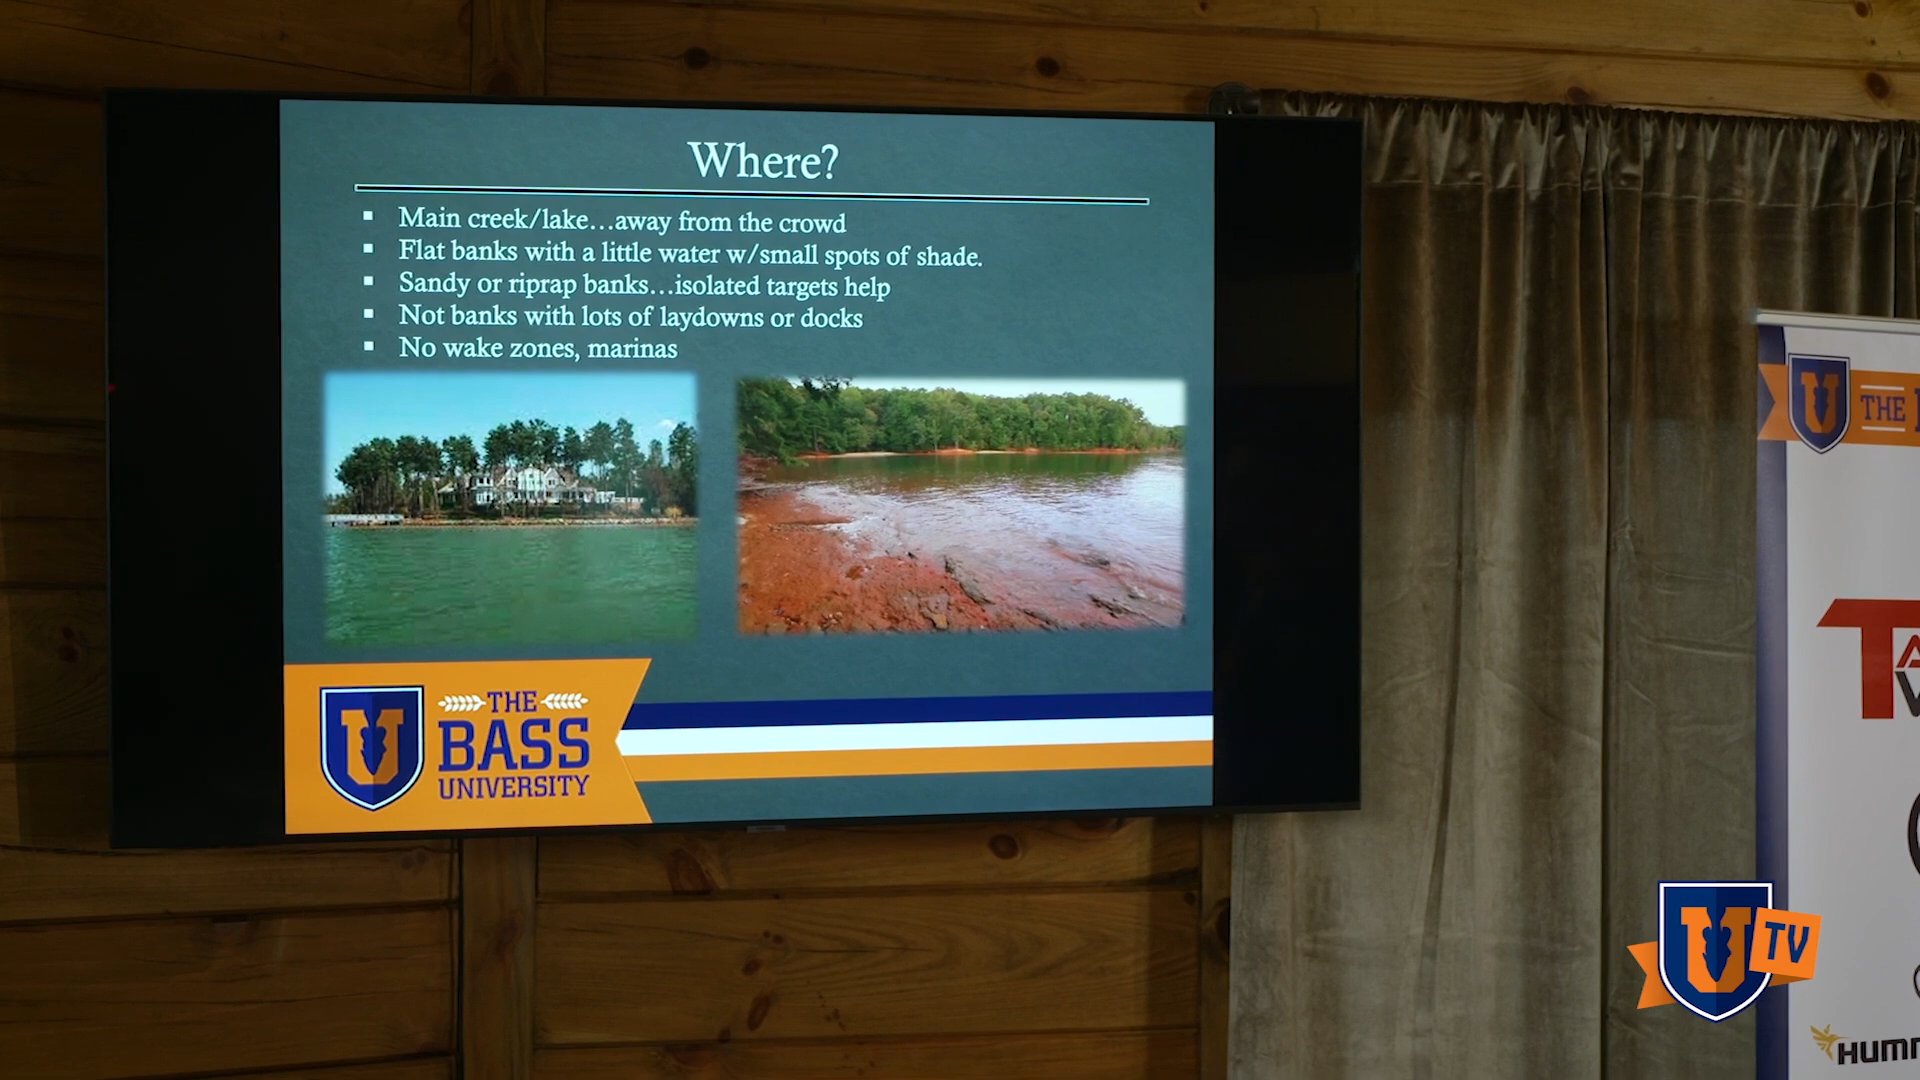 Where?
▪ Main creek/lake...away from the crowd
▪ Flat banks with a little water w/small spots of shade.
▪ Sandy or riprap banks...isolated targets help
▪ Not banks with lots of laydowns or docks
▪ No wake zones, marinas
U
THE
BASS
UNIVERSITY
U
THE
U
TV